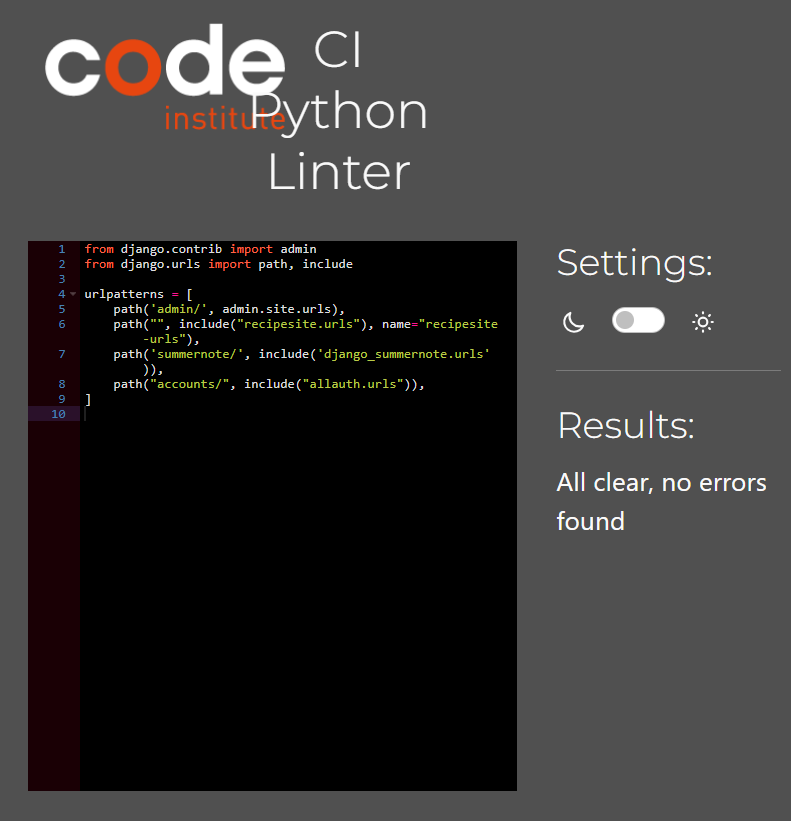 code
institute
CI
Python
Linter
1 from django.contrib import admin
2 from django.urls import path, include
3
4 urlpatterns = [
5     path('admin/', admin.site.urls),
6     path("", include("recipesite.urls"), name="recipesite
        -urls"),
7     path('summernote/', include('django_summernote.urls'
        )),
8     path("accounts/", include("allauth.urls")),
9 ]
10
Settings:
Results:
All clear, no errors
found